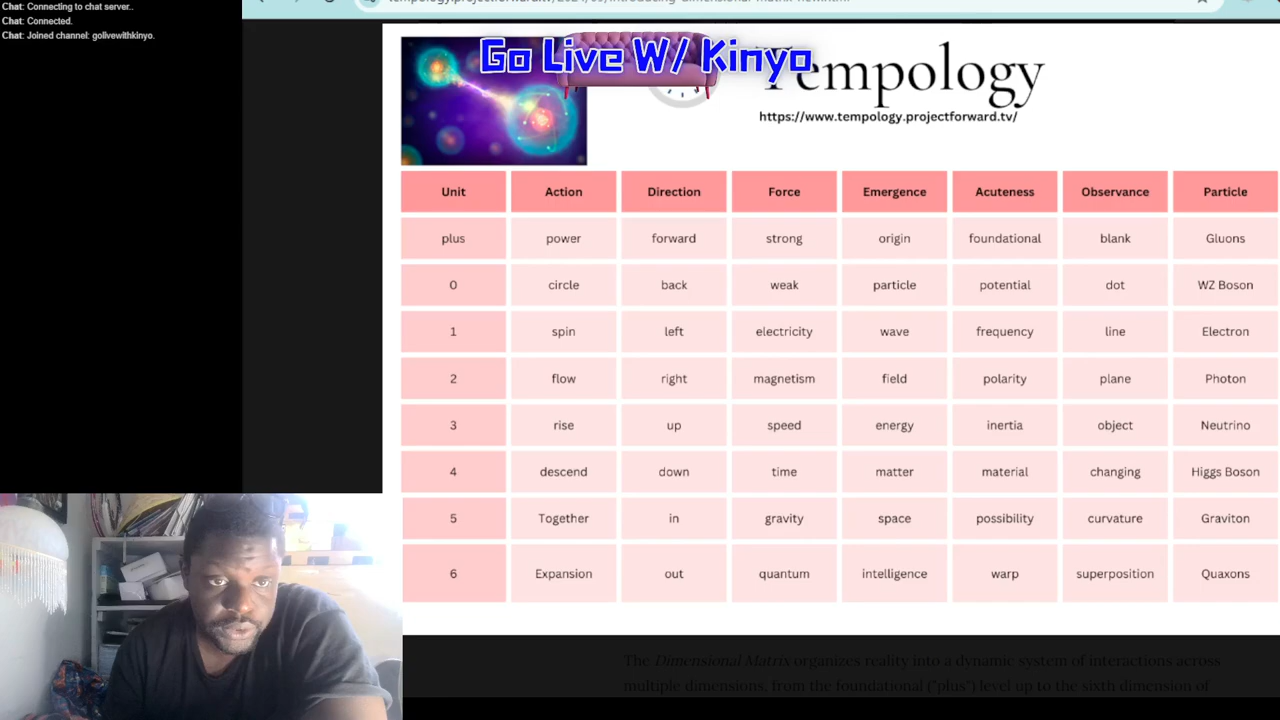 Chat: Connecting to chat server..
Chat: Connected.
Chat: Joined channel: golivewithkinyo.
Go Live W/ Kinyo
Tempology
https://www.tempology.projectforward.tv/
Unit Action Direction Force Emergence Acuteness Observance Particle
plus power forward strong origin foundational blank Gluons
0 circle back weak particle potential dot WZ Boson
1 spin left electricity wave frequency line Electron
2 flow right magnetism field polarity plane Photon
3 rise up speed energy inertia object Neutrino
4 descend down time matter material changing Higgs Boson
5 Together in gravity space possibility curvature Graviton
6 Expansion out quantum intelligence warp superposition Quaxons
The Dimensional Matrix organizes reality into a dynamic system of interactions across
multiple dimensions, from the foundational ("plus") level up to the sixth dimension of